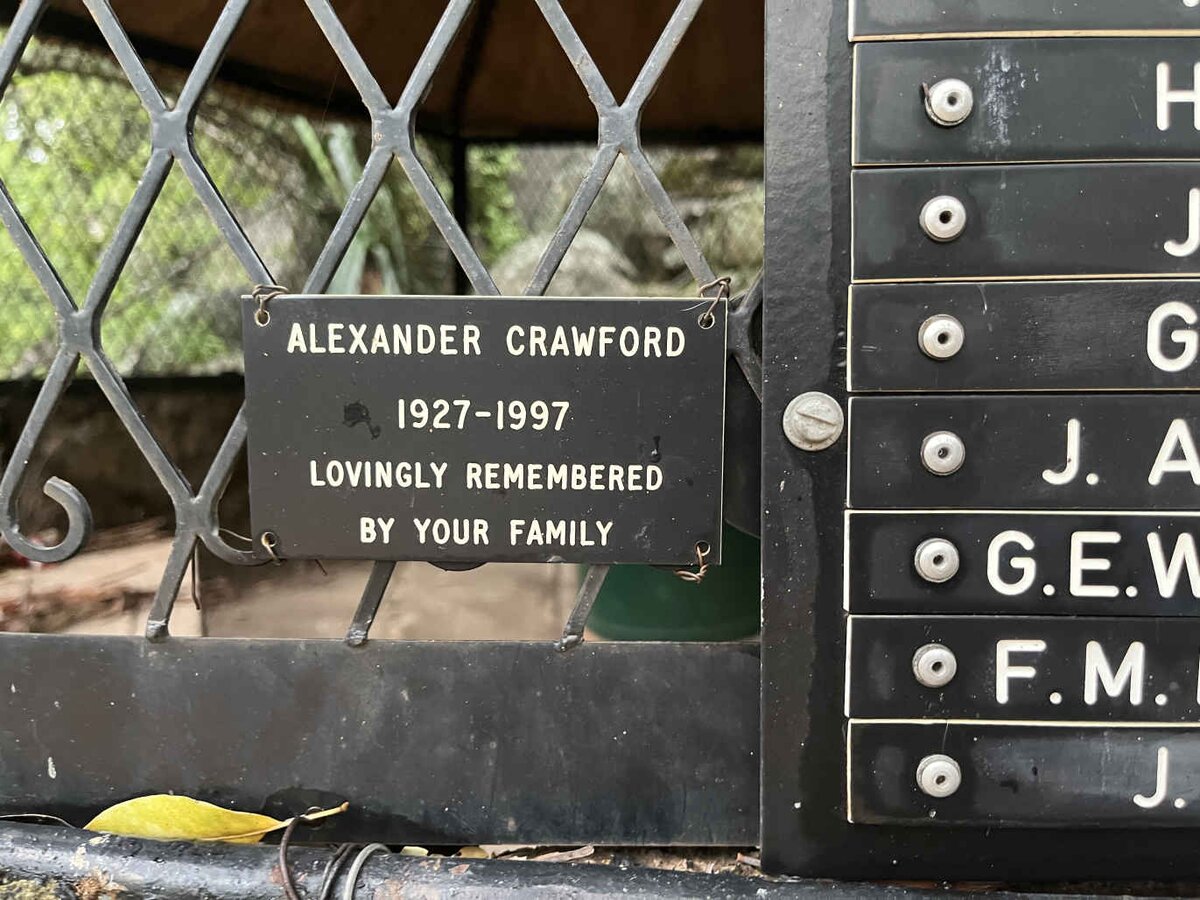 ALEXANDER CRAWFORD
1927-1997
LOVINGLY REMEMBERED
BY YOUR FAMILY
H
J
G
J. A
G.E.W
F.M.
J.